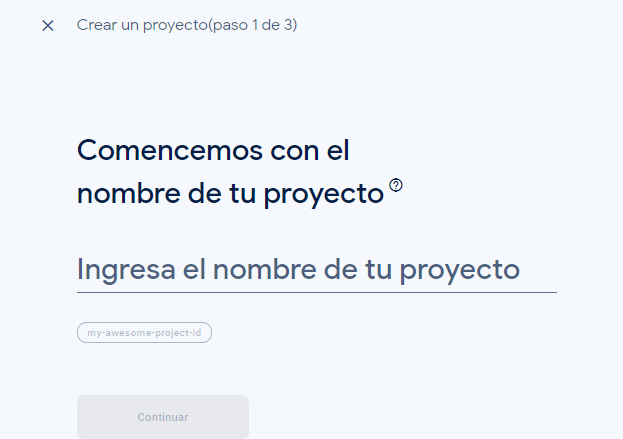 Crear un proyecto(paso 1 de 3)
Comencemos con el
nombre de tu proyecto
Ingresa el nombre de tu proyecto
my-awesome-project-id
Continuar